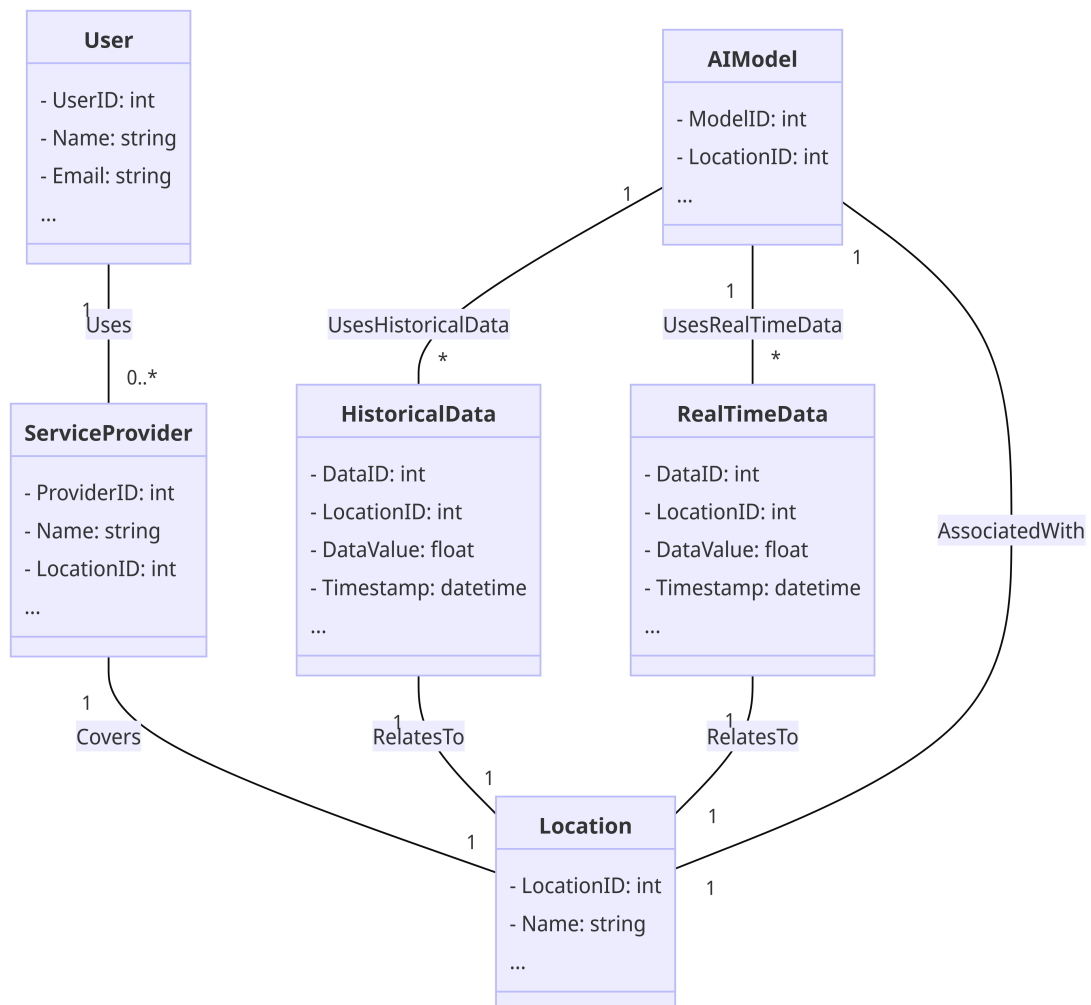 User
- UserID: int
- Name: string
- Email: string
...
AIModel
- ModelID: int
- LocationID: int
...
1
Uses
0..*
1
UsesHistoricalData
*
1
UsesRealTimeData
*
1
AssociatedWith
1
ServiceProvider
- ProviderID: int
- Name: string
- LocationID: int
...
HistoricalData
- DataID: int
- LocationID: int
- DataValue: float
- Timestamp: datetime
...
RealTimeData
- DataID: int
- LocationID: int
- DataValue: float
- Timestamp: datetime
...
1
Covers
1
1
RelatesTo
1
1
RelatesTo
1
Location
- LocationID: int
- Name: string
...